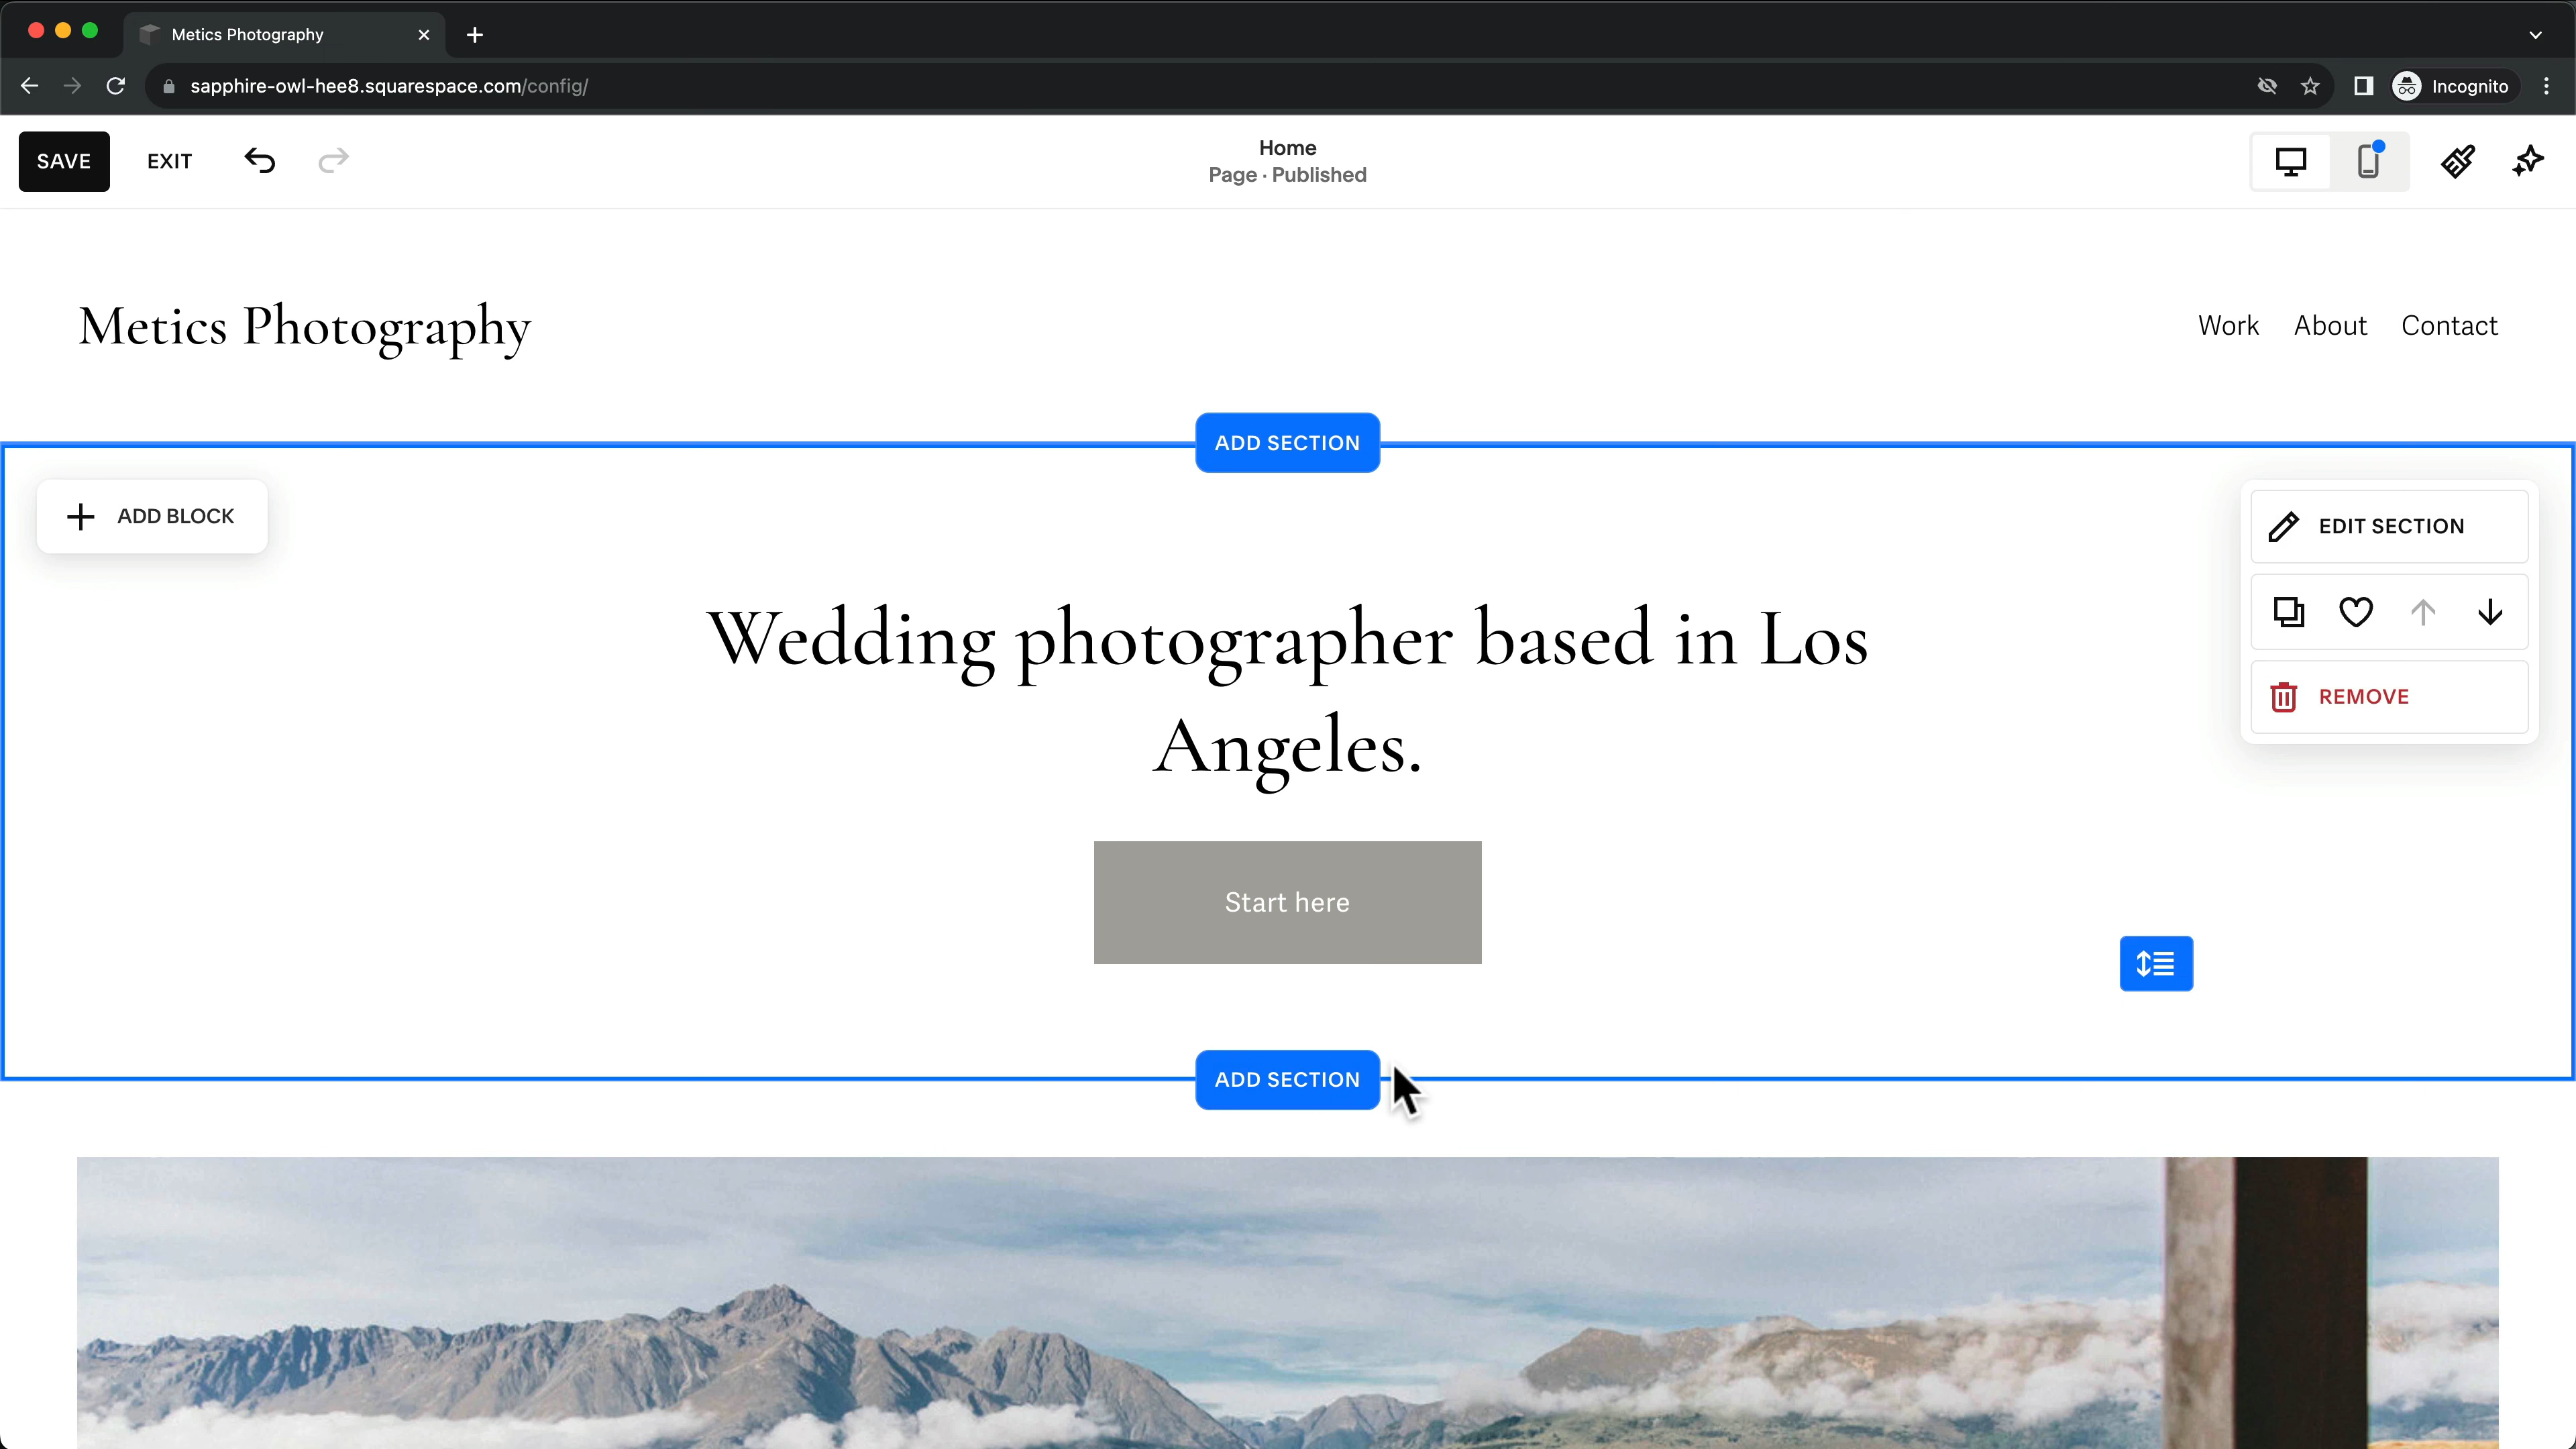 Metics Photography
sapphire-owl-hee8.squarespace.com/config/
Incognito
SAVE
EXIT
Home
Page · Published
Metics Photography
Work
About
Contact
ADD SECTION
ADD BLOCK
EDIT SECTION
REMOVE
Wedding photographer based in Los
Angeles.
Start here
ADD SECTION